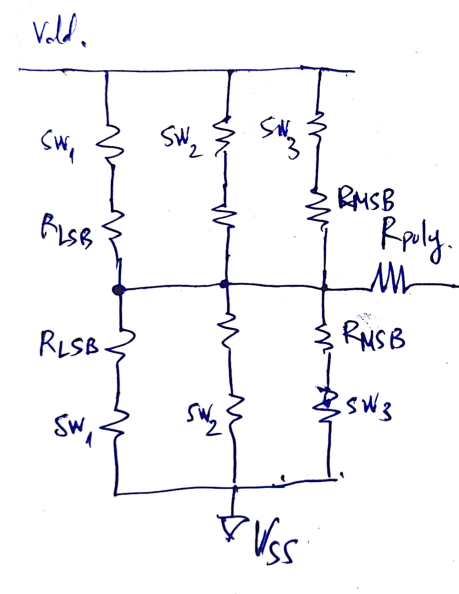 Vdd.
SW1
SW2
SW3
RLSB
RMSB
Rpoly.
RLSB
RMSB
SW1
SW2
SW3
VSS